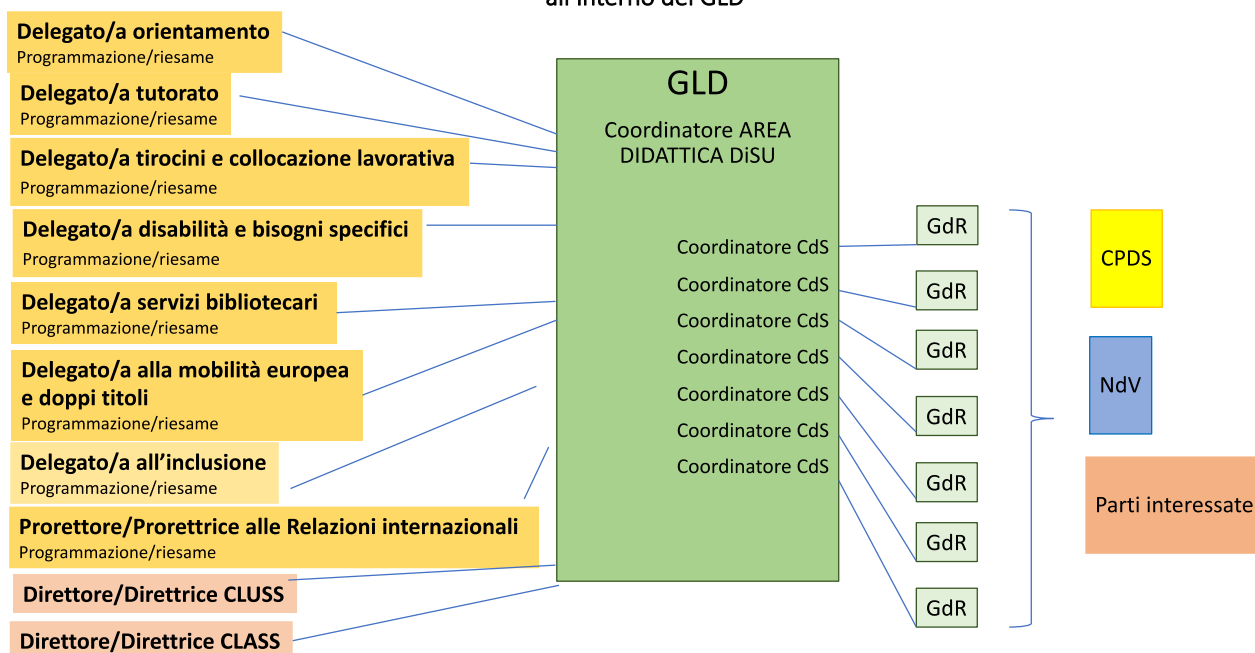 all'interno del GLD
Delegato/a orientamento
Programmazione/riesame
Delegato/a tutorato
Programmazione/riesame
Delegato/a tirocini e collocazione lavorativa
Programmazione/riesame
Delegato/a disabilità e bisogni specifici
Programmazione/riesame
Delegato/a servizi bibliotecari
Programmazione/riesame
Delegato/a alla mobilità europea
e doppi titoli
Programmazione/riesame
Delegato/a all’inclusione
Programmazione/riesame
Prorettore/Prorettrice alle Relazioni internazionali
Programmazione/riesame
Direttore/Direttrice CLUSS
Direttore/Direttrice CLASS
GLD
Coordinatore AREA
DIDATTICA DiSU
Coordinatore CdS
Coordinatore CdS
Coordinatore CdS
Coordinatore CdS
Coordinatore CdS
Coordinatore CdS
Coordinatore CdS
GdR
GdR
GdR
GdR
GdR
GdR
GdR
CPDS
NdV
Parti interessate